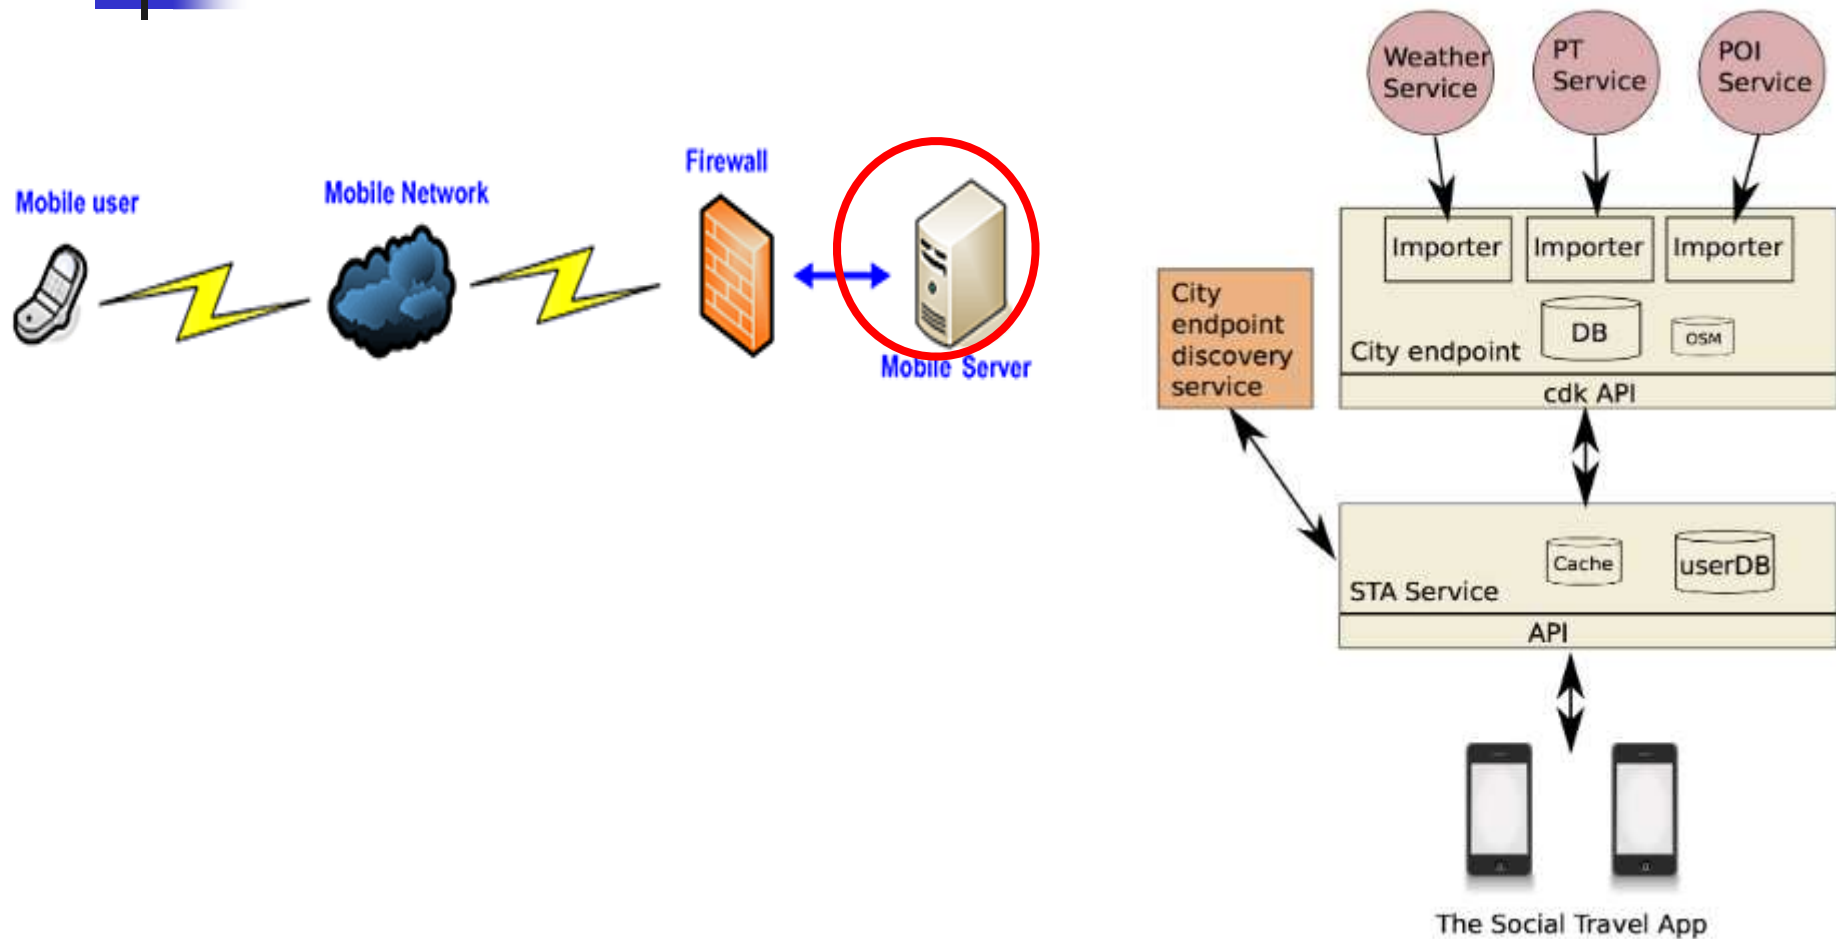 Mobile user
Mobile Network
Firewall
Mobile Server
Weather
Service
PT
Service
POI
Service
Importer
Importer
Importer
City
endpoint
discovery
service
DB
OSM
City endpoint
cdk API
Cache
userDB
STA Service
API
The Social Travel App